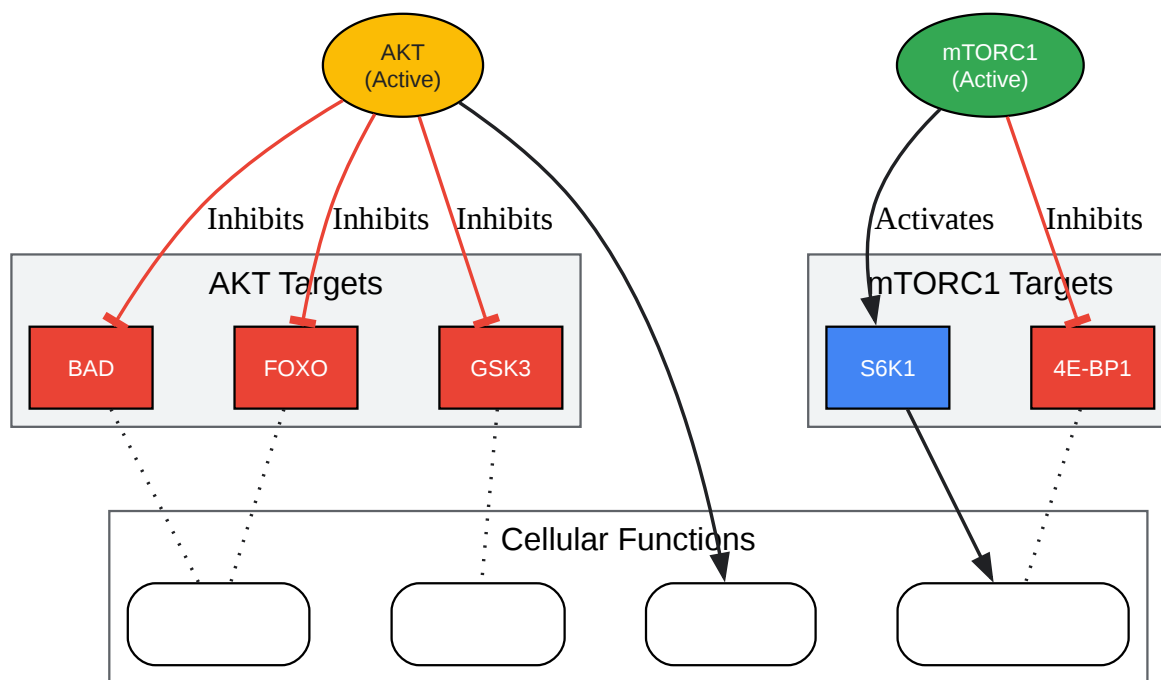 AKT
(Active)
mTORC1
(Active)
Inhibits
Inhibits
Inhibits
Activates
Inhibits
AKT Targets
mTORC1 Targets
BAD
FOXO
GSK3
S6K1
4E-BP1
Cellular Functions